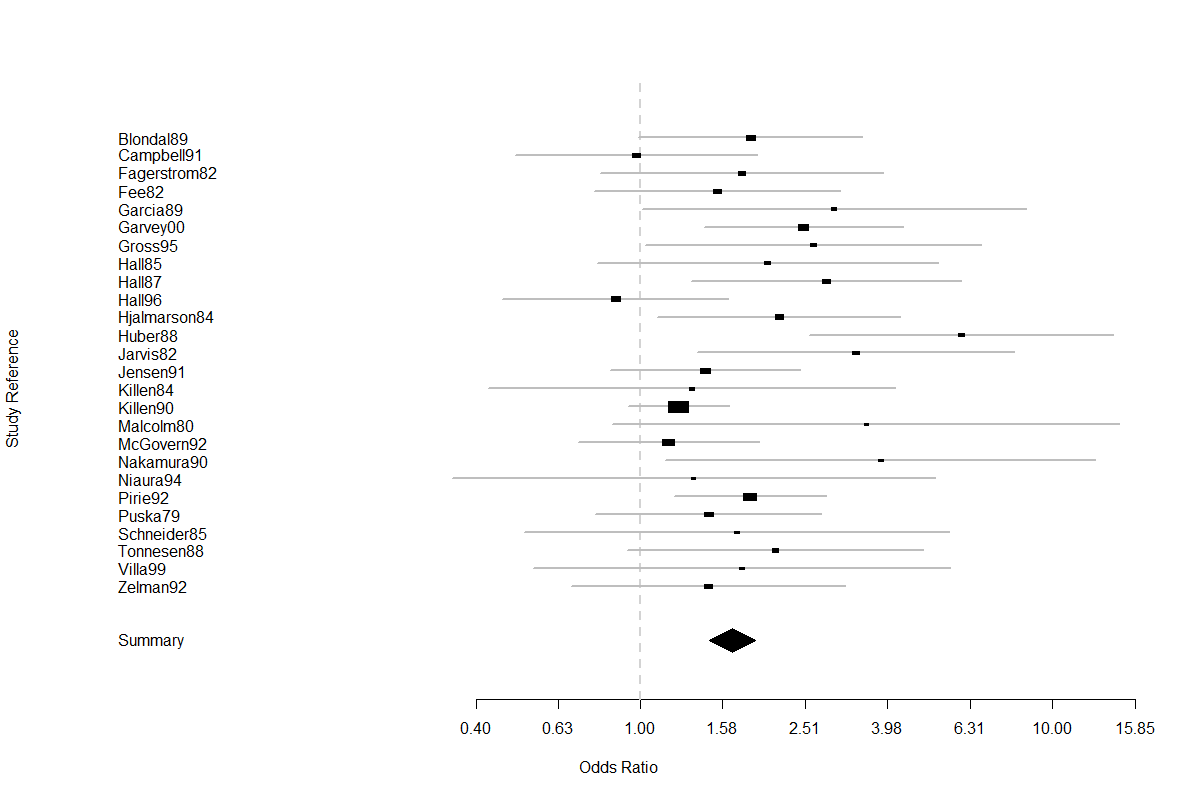 Study Reference
Blondal89
Campbell91
Fagerstrom82
Fee82
Garcia89
Garvey00
Gross95
Hall85
Hall87
Hall96
Hjalmarson84
Huber88
Jarvis82
Jensen91
Killen84
Killen90
Malcolm80
McGovern92
Nakamura90
Niaura94
Pirie92
Puska79
Schneider85
Tonnesen88
Villa99
Zelman92
Summary
0.40 0.63 1.00 1.58 2.51 3.98 6.31 10.00 15.85
Odds Ratio